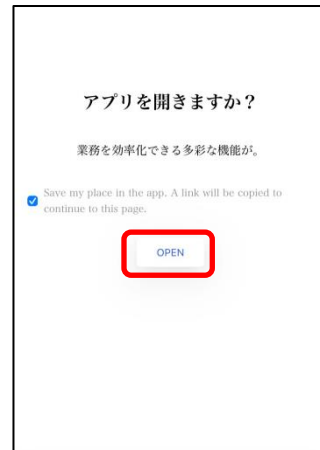 アプリを開きますか？
業務を効率化できる多彩な機能が。
Save my place in the app. A link will be copied to
continue to this page.
OPEN